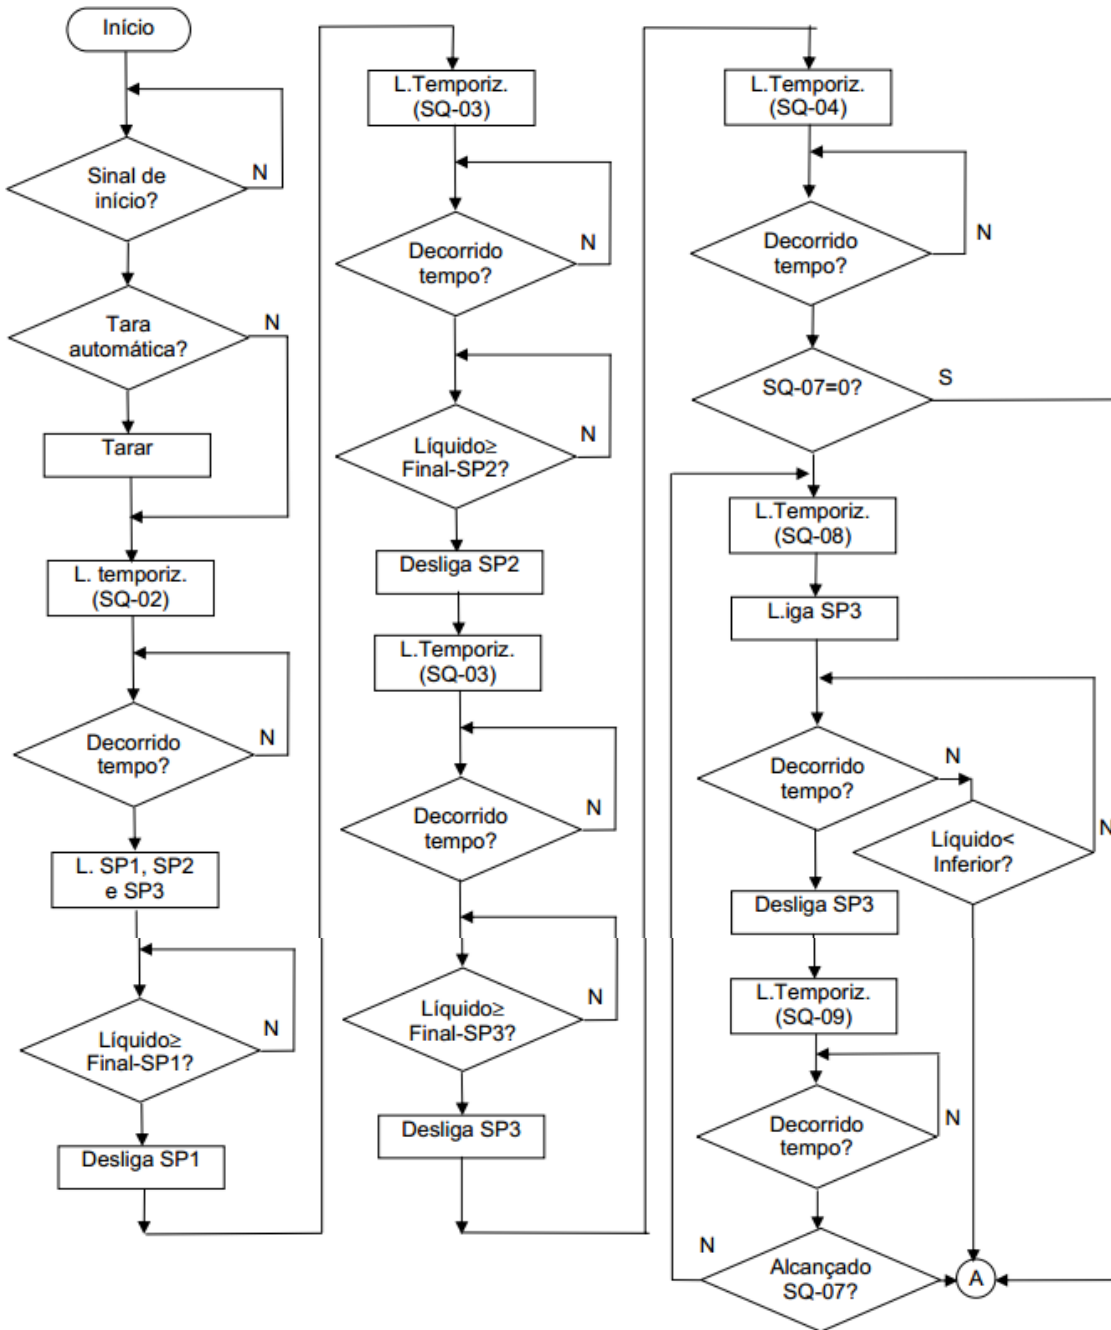 Início
N
Sinal de
início?
N
Tara
automática?
Tarar
L. temporiz.
(SQ-02)
N
Decorrido
tempo?
L. SP1, SP2
e SP3
N
Líquido≥
Final-SP1?
Desliga SP1
L.Temporiz.
(SQ-03)
N
Decorrido
tempo?
N
Líquido≥
Final-SP2?
Desliga SP2
L.Temporiz.
(SQ-03)
N
Decorrido
tempo?
N
Líquido≥
Final-SP3?
Desliga SP3
L.Temporiz.
(SQ-04)
N
Decorrido
tempo?
S
SQ-07=0?
L.Temporiz.
(SQ-08)
L.iga SP3
N
Decorrido
tempo?
N
Líquido<
Inferior?
Desliga SP3
L.Temporiz.
(SQ-09)
N
Decorrido
tempo?
N
Alcançado
SQ-07?
A